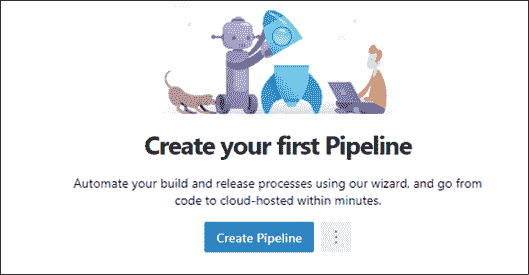 Create your first Pipeline
Automate your build and release processes using our wizard, and go from
code to cloud-hosted within minutes.
Create Pipeline